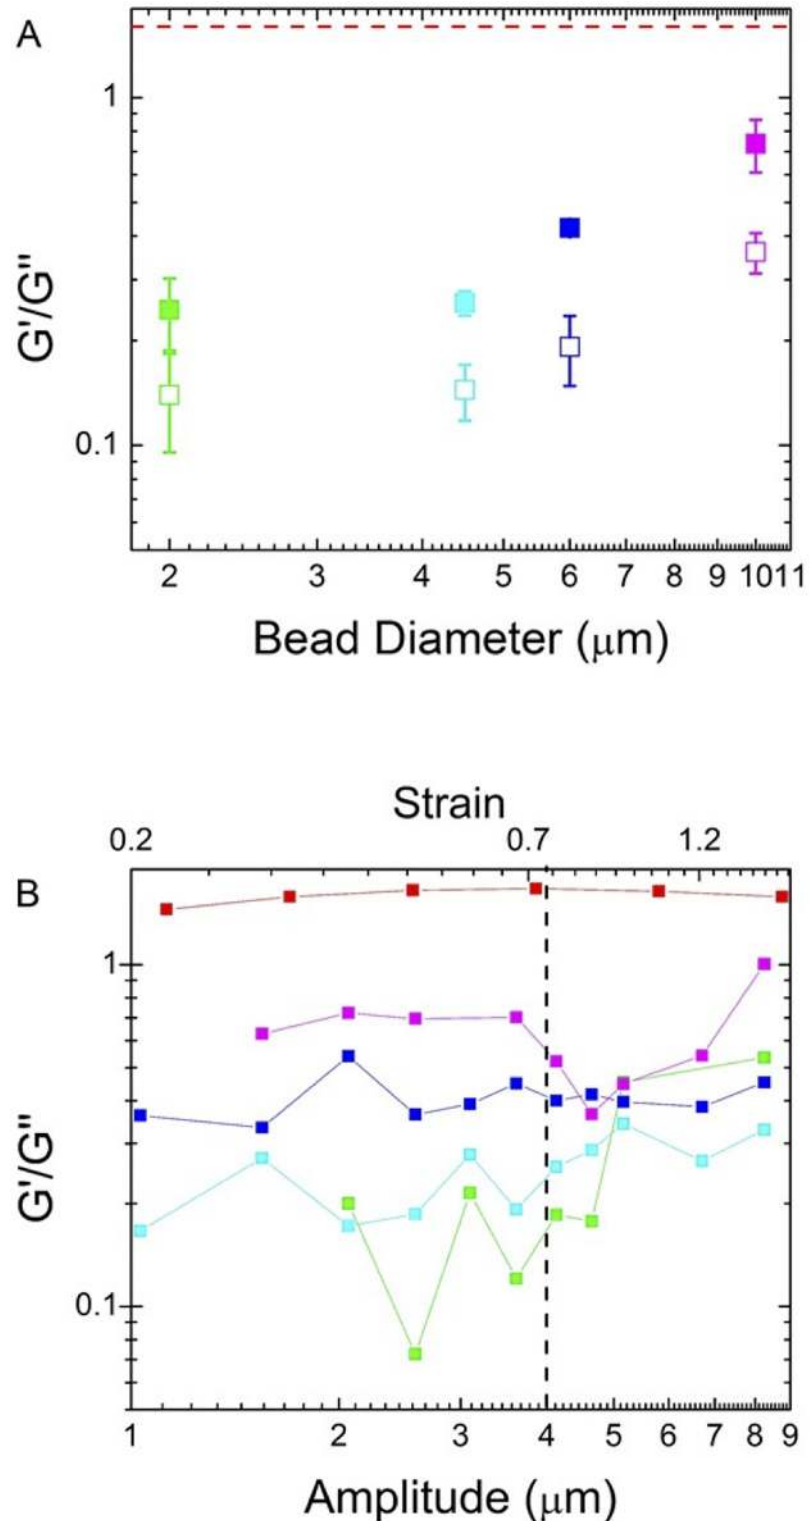 A
1
0.1
G'/G"
2 3 4 5 6 7 8 9 10 11
Bead Diameter (μm)
Strain
0.2 0.7 1.2
B
1
0.1
G'/G"
1 2 3 4 5 6 7 8 9
Amplitude (μm)